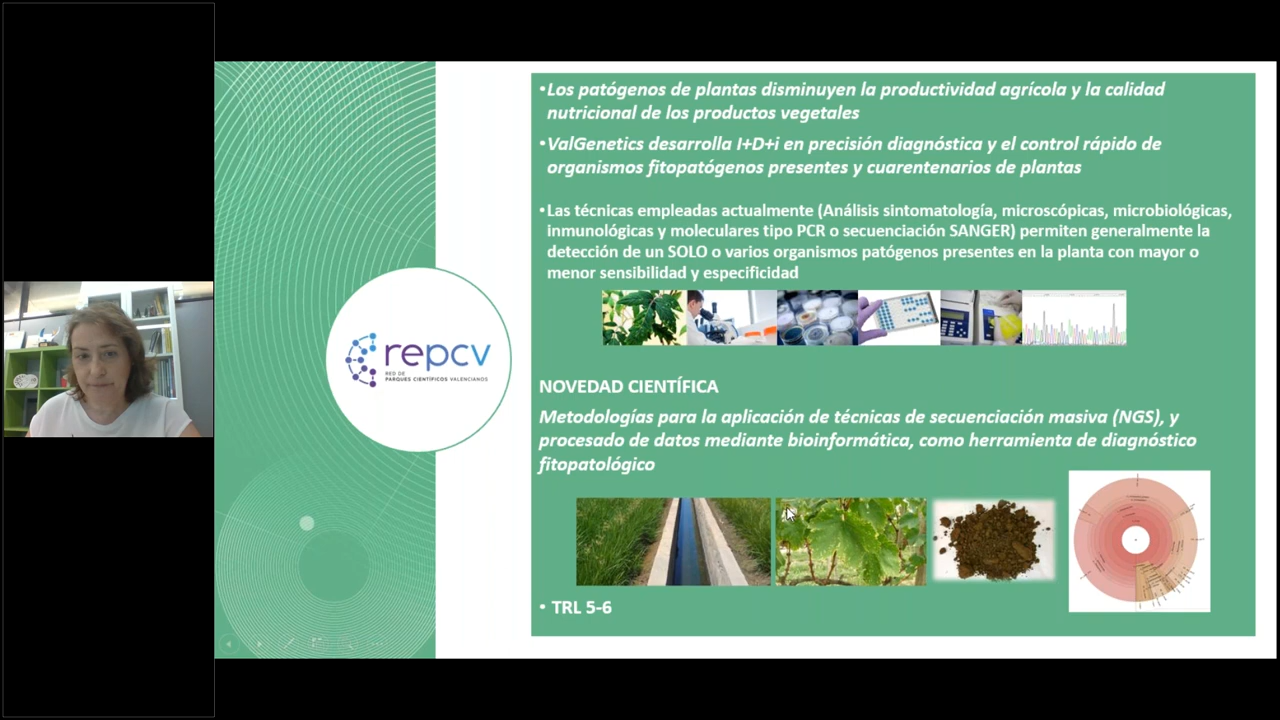 •Los patógenos de plantas disminuyen la productividad agrícola y la calidad
nutricional de los productos vegetales
•ValGenetics desarrolla I+D+i en precisión diagnóstica y el control rápido de
organismos fitopatógenos presentes y cuarentenarios de plantas
•Las técnicas empleadas actualmente (Análisis sintomatología, microscópicas, microbiológicas,
inmunológicas y moleculares tipo PCR o secuenciación SANGER) permiten generalmente la
detección de un SOLO o varios organismos patógenos presentes en la planta con mayor o
menor sensibilidad y especificidad
repcv
RED DE
PARQUES CIENTÍFICOS VALENCIANOS
NOVEDAD CIENTÍFICA
Metodologías para la aplicación de técnicas de secuenciación masiva (NGS), y
procesado de datos mediante bioinformática, como herramienta de diagnóstico
fitopatológico
• TRL 5-6